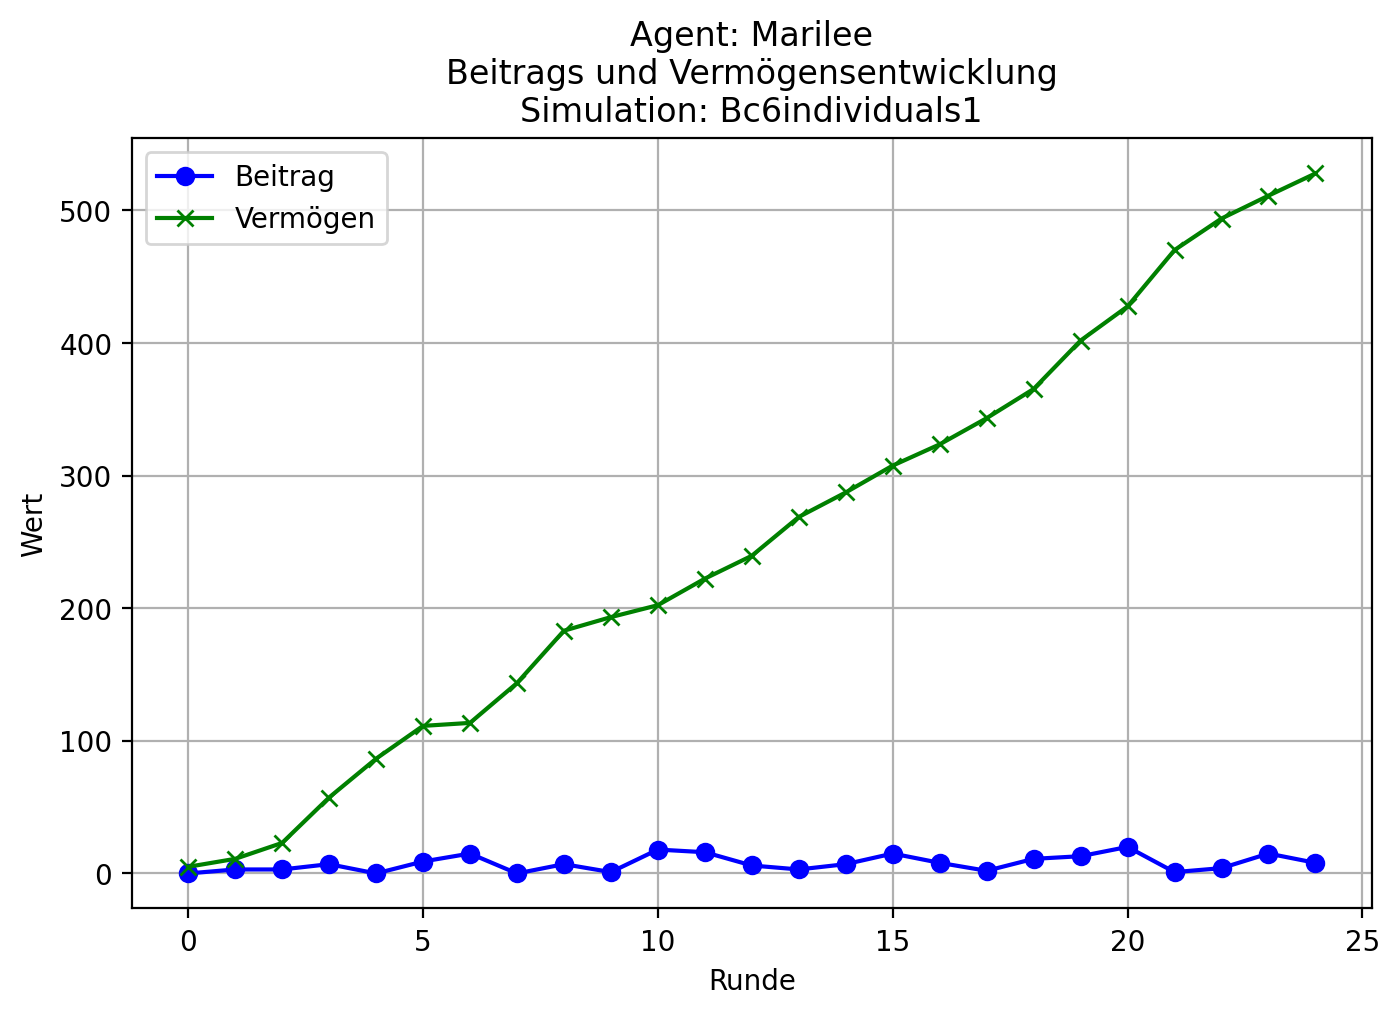 Agent: Marilee
Beitrags und Vermögensentwicklung
Simulation: Bc6individuals1
Beitrag
Vermögen
500
400
300
200
100
0
Wert
0 5 10 15 20 25
Runde